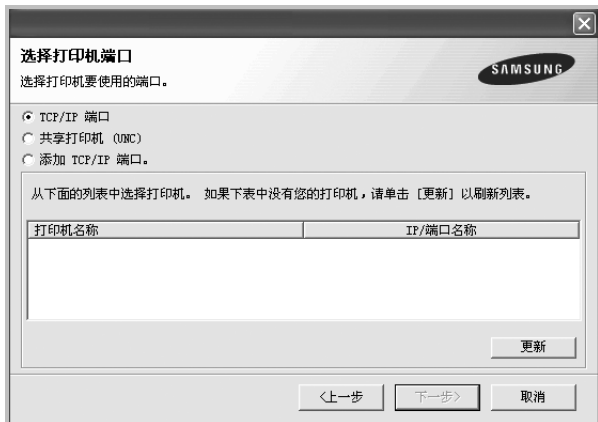 选择打印机端口
选择打印机要使用的端口。
SAMSUNG
TCP/IP 端口
共享打印机 (UNC)
添加 TCP/IP 端口。
从下面的列表中选择打印机。 如果下表中没有您的打印机，请单击 [更新] 以刷新列表。
打印机名称 IP/端口名称
更新
<上一步 下一步> 取消